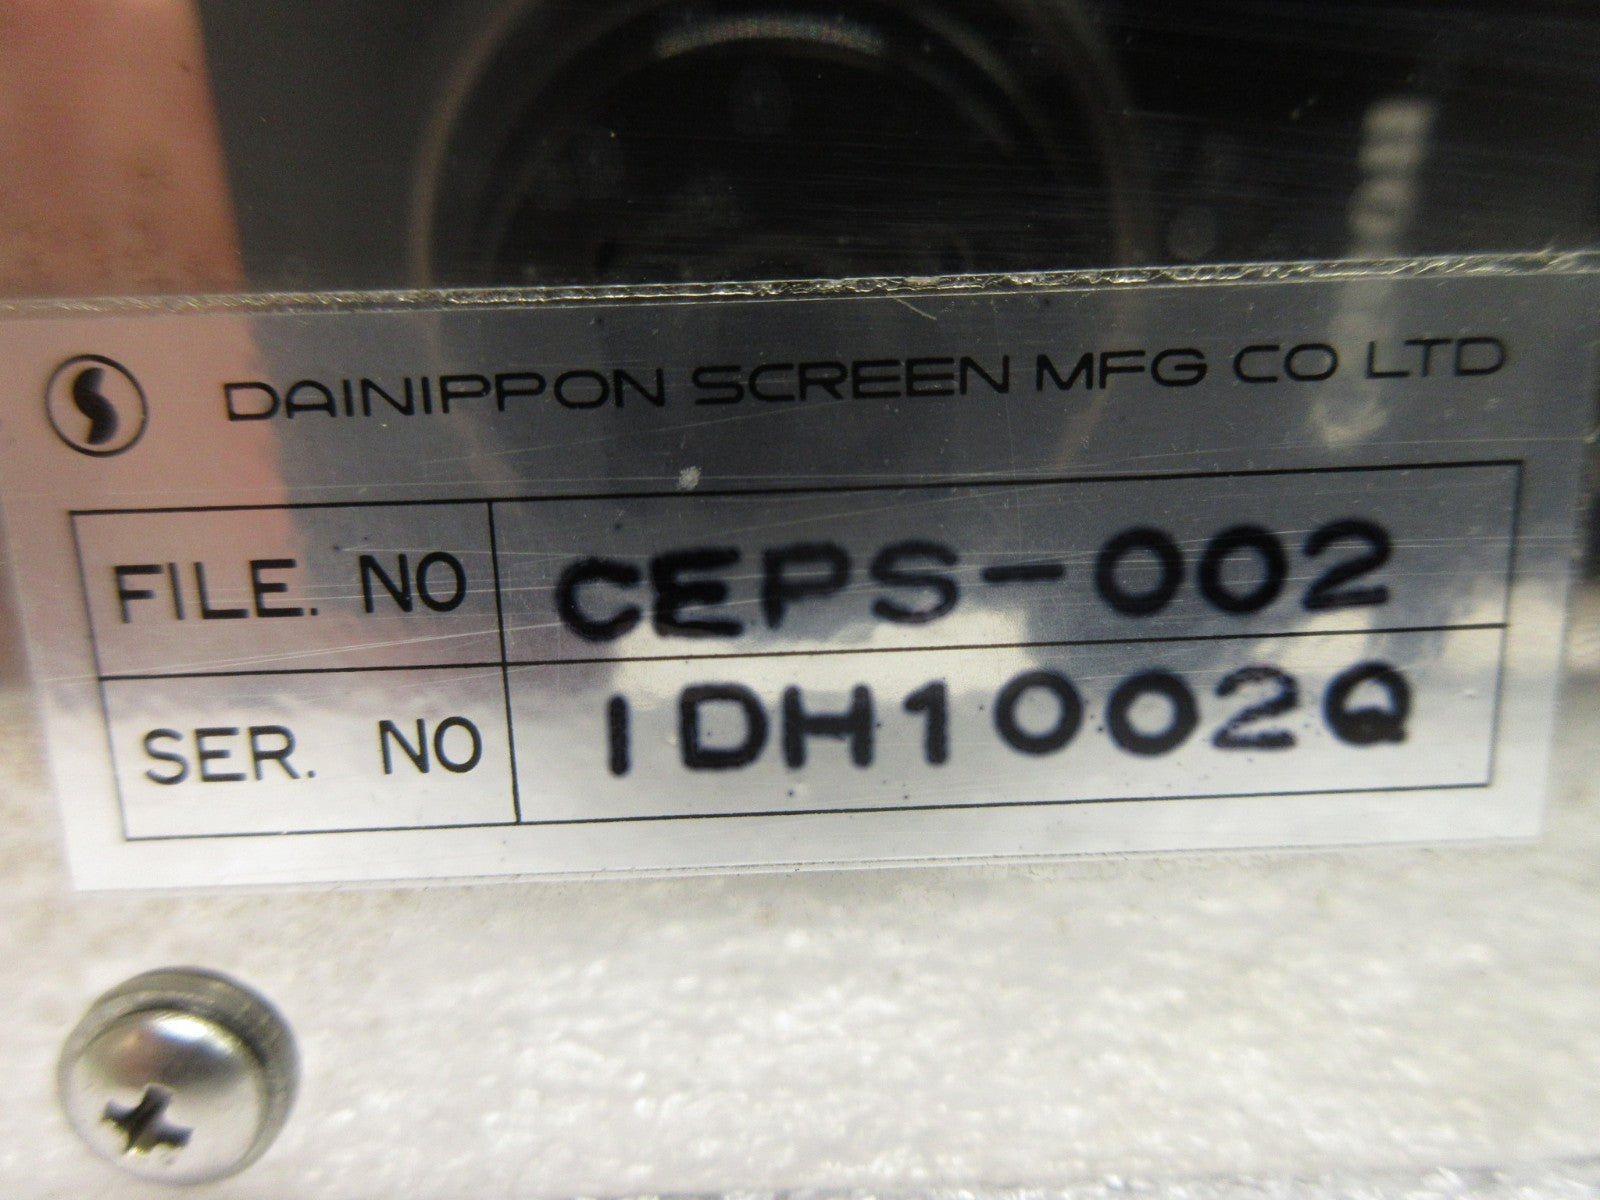 DAINIPPON SCREEN MFG CO LTD
FILE. NO CEPS-002
SER. NO 1DH1002Q